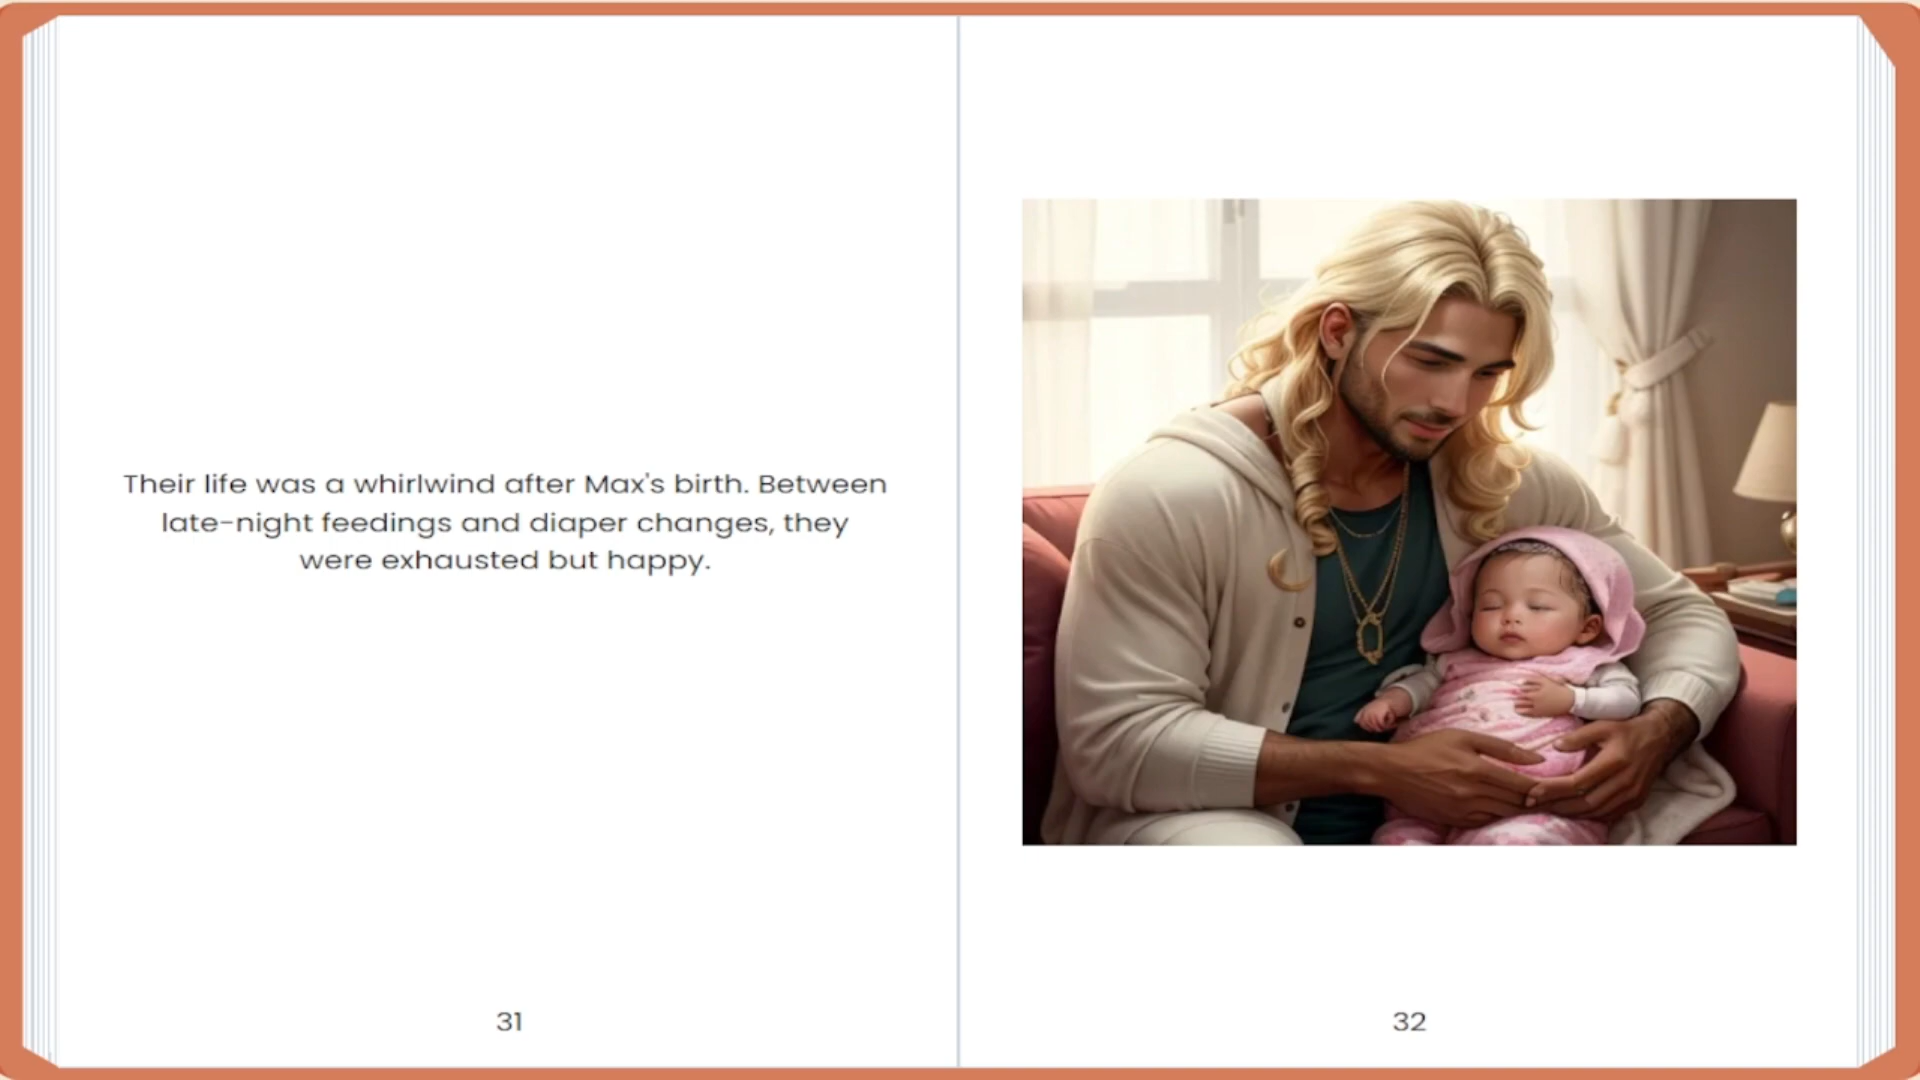 Their life was a whirlwind after Max's birth. Between
late-night feedings and diaper changes, they
were exhausted but happy.
31
32